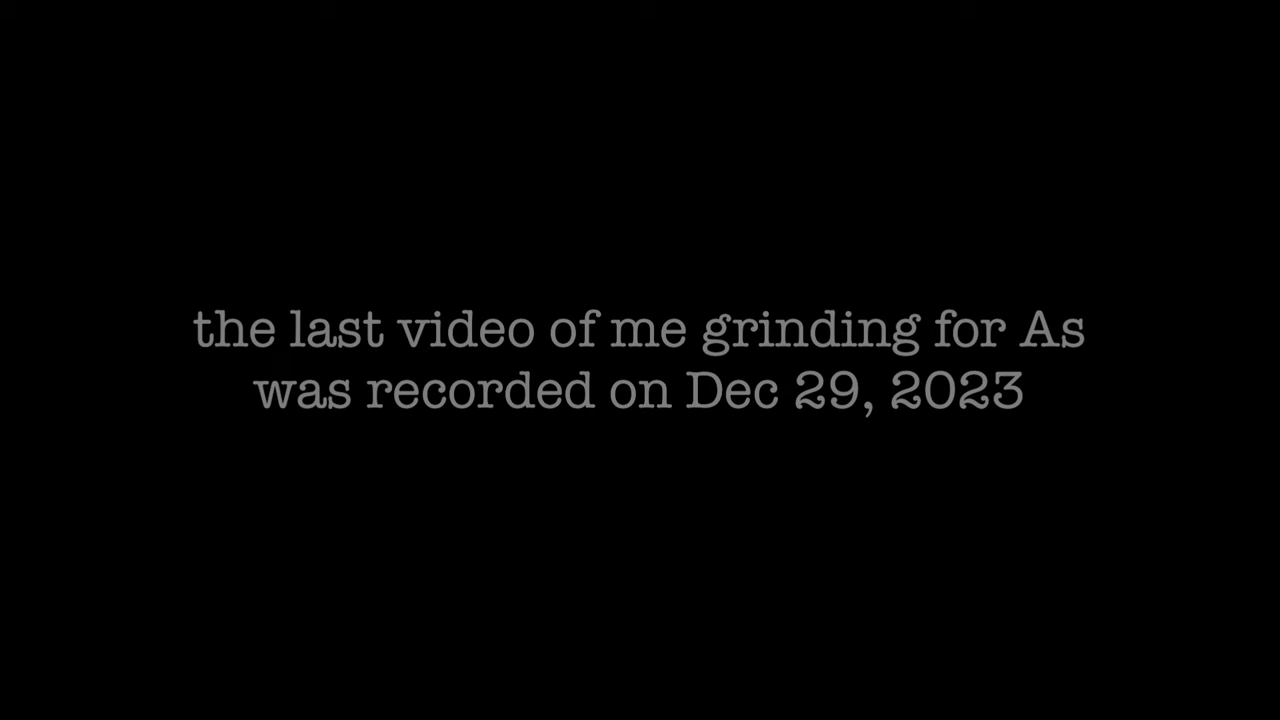 the last video of me grinding for As
was recorded on Dec 29, 2023